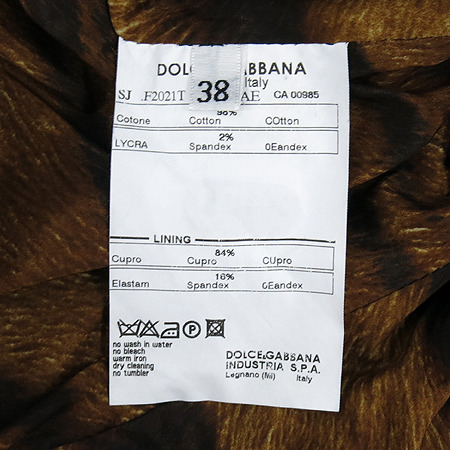 DOLCE&GABBANA
Italy
SJ F2021T 38 AE CA 00985
98%
Cotone Cotton COtton
2%
LYCRA Spandex 0Eandex
LINING
84%
Cupro Cupro CUpro
16%
Elastam Spandex 0Eandex
no wash in water
no bleach
warm iron
dry cleaning
no tumbler
DOLCE&GABBANA
INDUSTRIA S.P.A.
Legnano (Mi) Italy